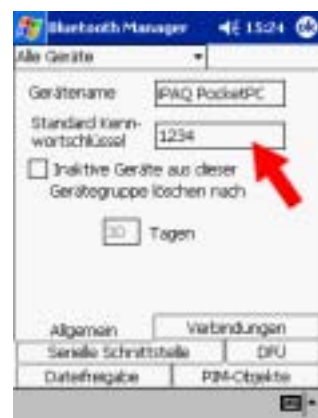 Bluetooth Manager 15:24 ok
Alle Geräte
Gerätename iPAQ PocketPC
Standard Kenn-
wortschlüssel 1234
Inaktive Geräte aus dieser
Gerätegruppe löschen nach
30 Tagen
Allgemein Verbindungen
Serielle Schnittstelle DFU
Dateifreigabe PIM-Objekte